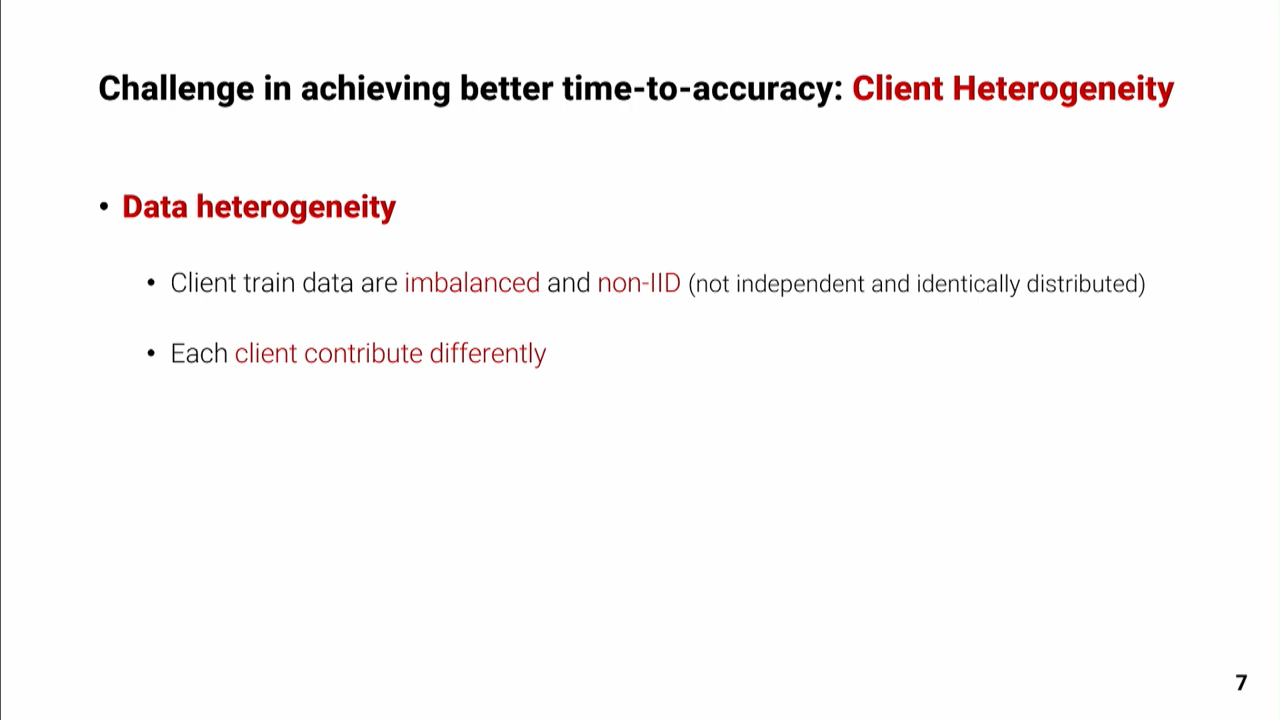 Challenge in achieving better time-to-accuracy: Client Heterogeneity
• Data heterogeneity
• Client train data are imbalanced and non-IID (not independent and identically distributed)
• Each client contribute differently
7